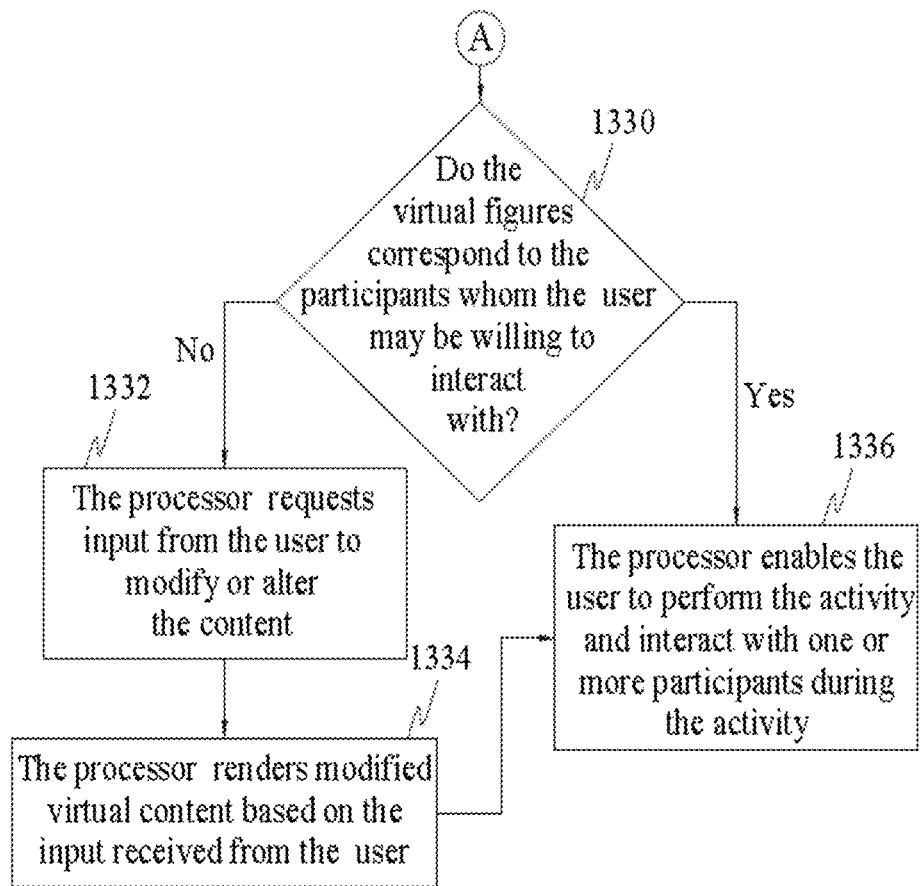 A
1330
Do the
virtual figures
correspond to the
participants whom the user
may be willing to
interact
with?
No
Yes
1332
The processor requests
input from the user to
modify or alter
the content
1334
The processor renders modified
virtual content based on the
input received from the user
1336
The processor enables the
user to perform the activity
and interact with one or
more participants during
the activity